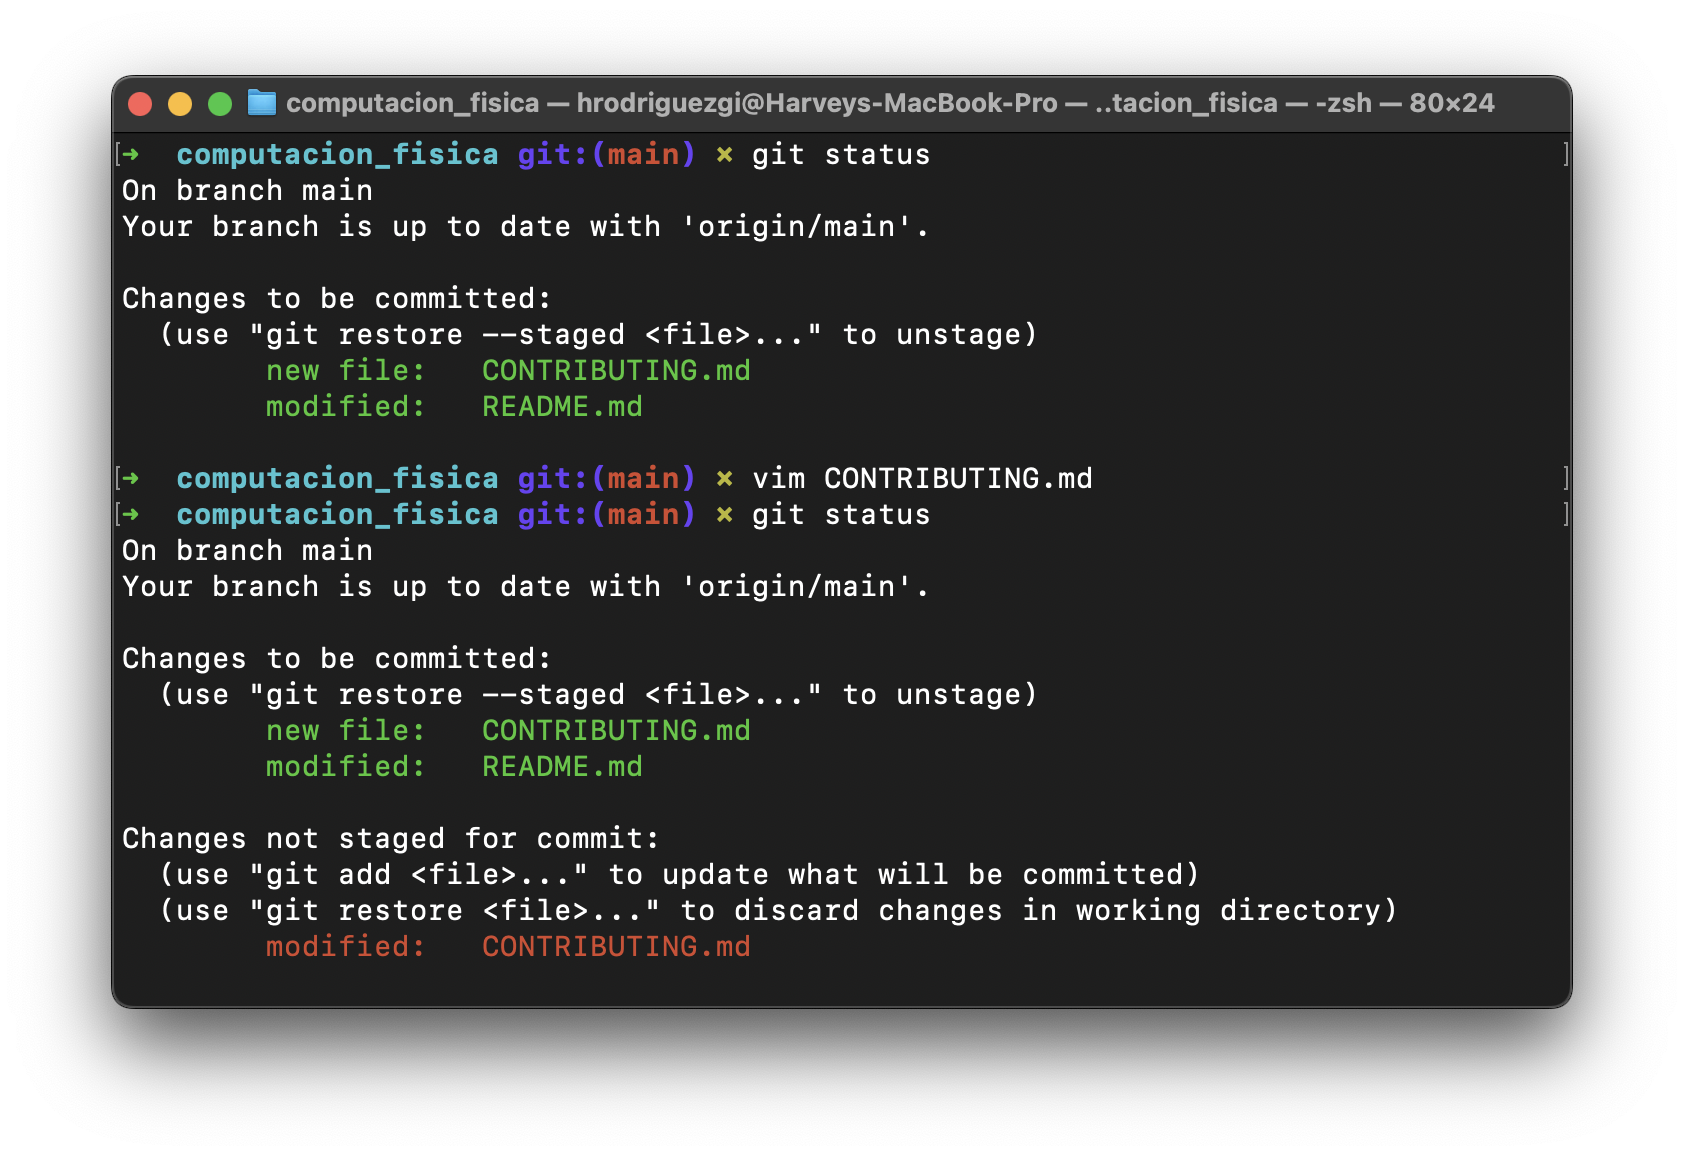 computacion_fisica — hrodriguezgi@Harveys-MacBook-Pro — ..tacion_fisica — -zsh — 80×24
[➜  computacion_fisica git:(main) ✗ git status ]
On branch main
Your branch is up to date with 'origin/main'.
Changes to be committed:
  (use "git restore --staged <file>..." to unstage)
        new file:   CONTRIBUTING.md
        modified:   README.md
[➜  computacion_fisica git:(main) ✗ vim CONTRIBUTING.md ]
[➜  computacion_fisica git:(main) ✗ git status ]
On branch main
Your branch is up to date with 'origin/main'.
Changes to be committed:
  (use "git restore --staged <file>..." to unstage)
        new file:   CONTRIBUTING.md
        modified:   README.md
Changes not staged for commit:
  (use "git add <file>..." to update what will be committed)
  (use "git restore <file>..." to discard changes in working directory)
        modified:   CONTRIBUTING.md